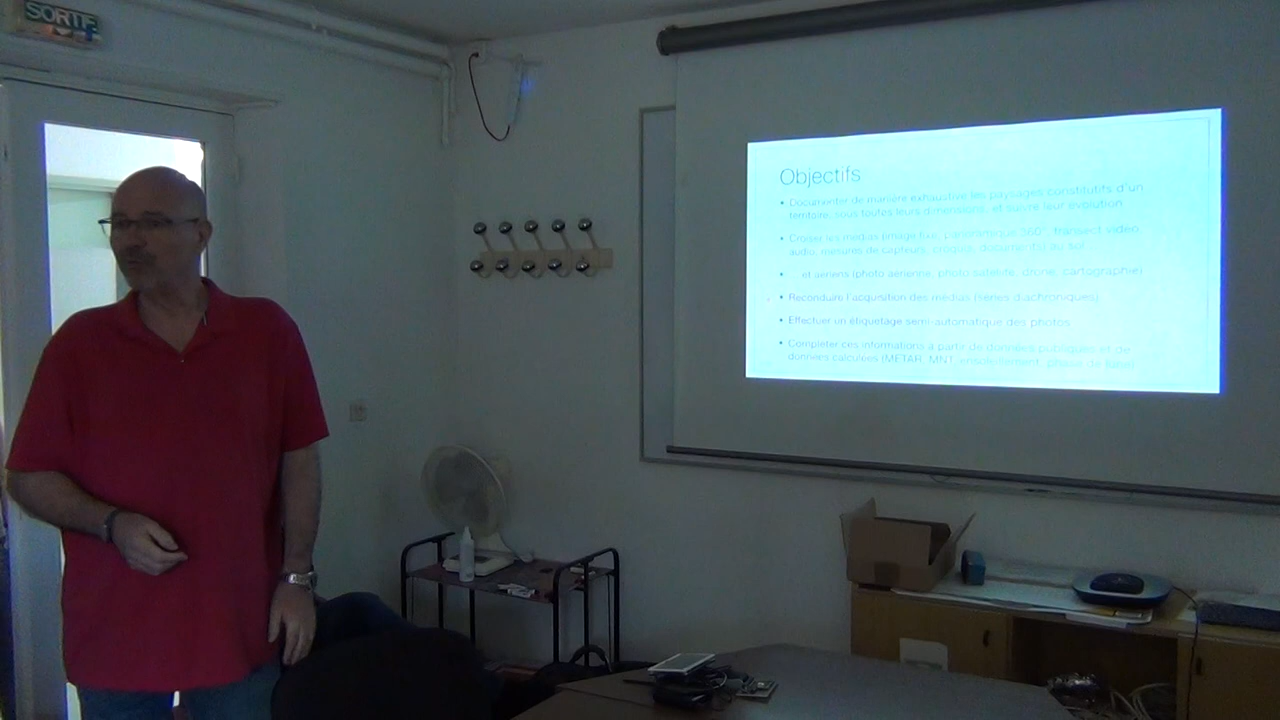 SORTIE
Objectifs
• Documenter de manière exhaustive les paysages constitutifs d'un
territoire, sous toutes leurs dimensions, et suivre leur évolution
• Croiser les médias (image fixe, panoramique 360°, transect vidéo,
audio, mesures de capteurs, croquis, documents) au sol
• et aériens (photo aérienne, photo satellite, drone, cartographie)
• Reconduire l'acquisition des médias (séries diachroniques)
• Effectuer un étiquetage semi-automatique des photos
• Compléter ces informations à partir de données publiques et de
données calculées (METAR, MNT, ensoleillement, phase de lune)